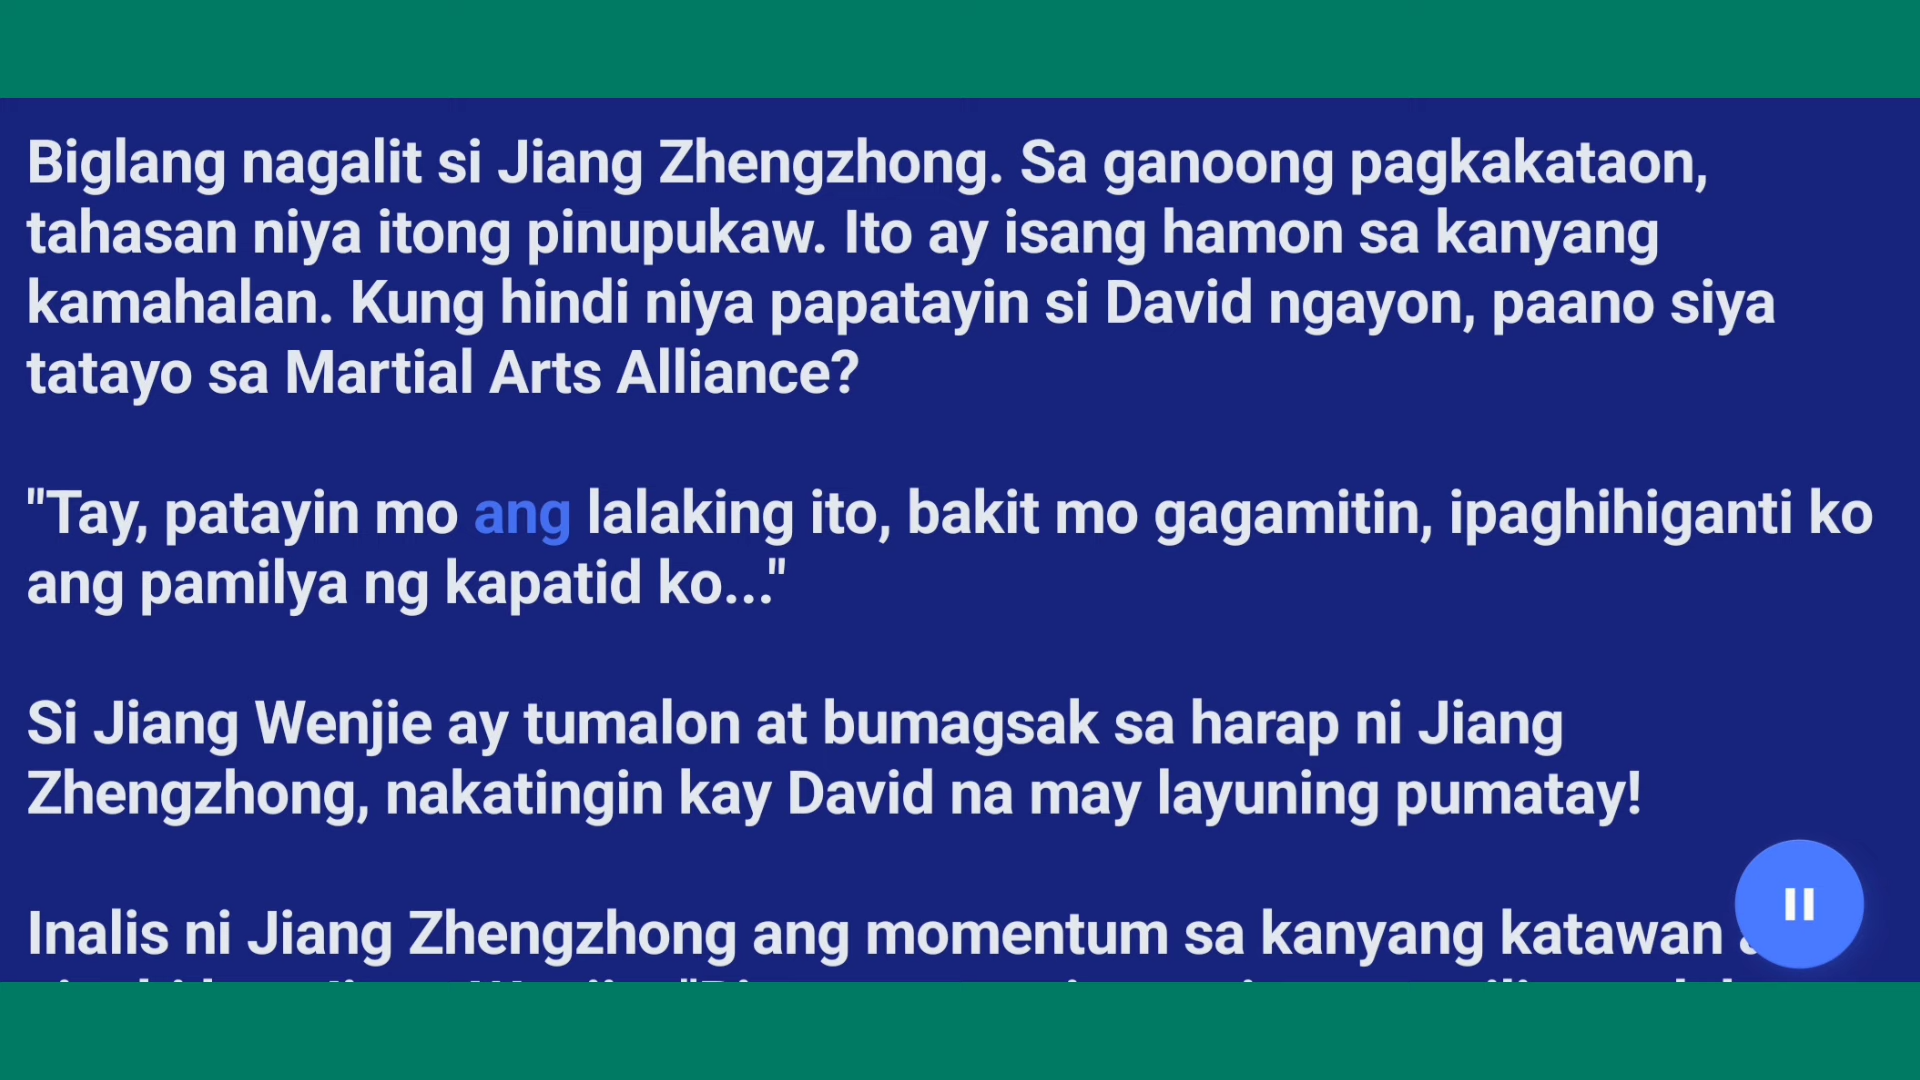 Biglang nagalit si Jiang Zhengzhong. Sa ganoong pagkakataon,
tahasan niya itong pinupukaw. Ito ay isang hamon sa kanyang
kamahalan. Kung hindi niya papatayin si David ngayon, paano siya
tatayo sa Martial Arts Alliance?
"Tay, patayin mo ang lalaking ito, bakit mo gagamitin, ipaghihiganti ko
ang pamilya ng kapatid ko..."
Si Jiang Wenjie ay tumalon at bumagsak sa harap ni Jiang
Zhengzhong, nakatingin kay David na may layuning pumatay!
Inalis ni Jiang Zhengzhong ang momentum sa kanyang katawan